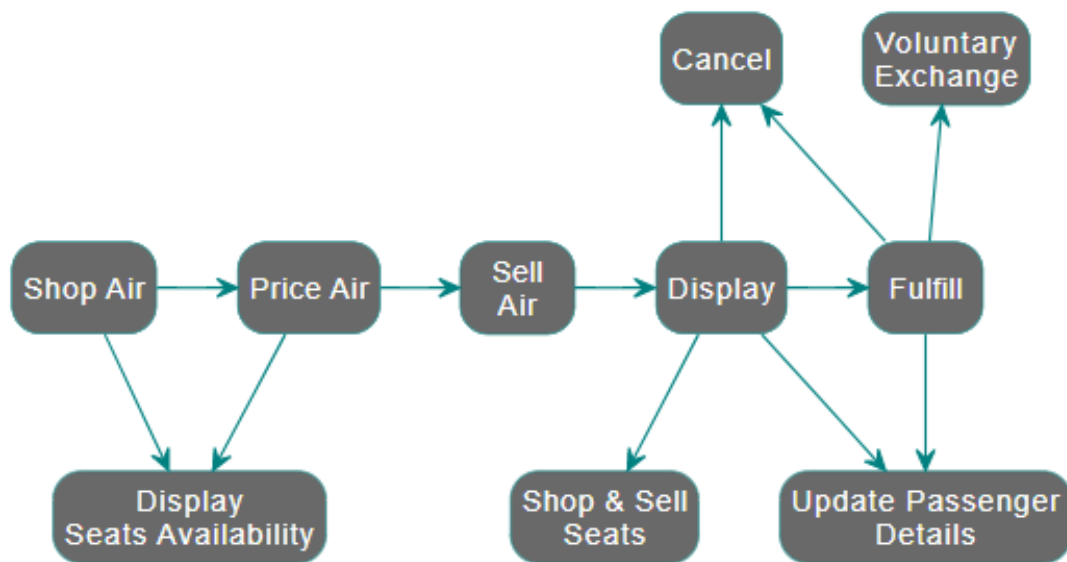 Cancel
Voluntary
Exchange
Shop Air
Price Air
Sell
Air
Display
Fulfill
Display
Seats Availability
Shop & Sell
Seats
Update Passenger
Details